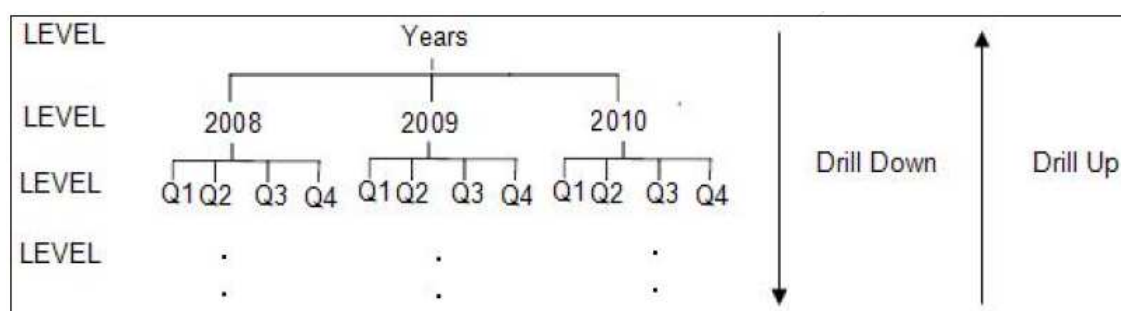 LEVEL Years
LEVEL 2008 2009 2010
Drill Down Drill Up
LEVEL Q1 Q2 Q3 Q4 Q1 Q2 Q3 Q4 Q1 Q2 Q3 Q4
LEVEL